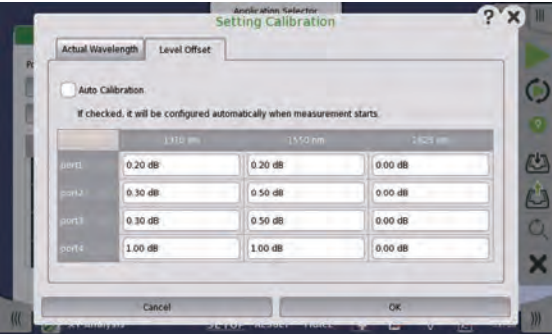 Application Selector
Setting Calibration
? X
Actual Wavelength Level Offset
Auto Calibration
If checked, it will be configured automatically when measurement starts.
1310 nm 1550 nm 1625 nm
port1 0.20 dB 0.20 dB 0.00 dB
port2 0.30 dB 0.50 dB 0.00 dB
port3 0.30 dB 0.50 dB 0.00 dB
port4 1.00 dB 1.00 dB 0.00 dB
Cancel OK
SETUP RESULT TRACE